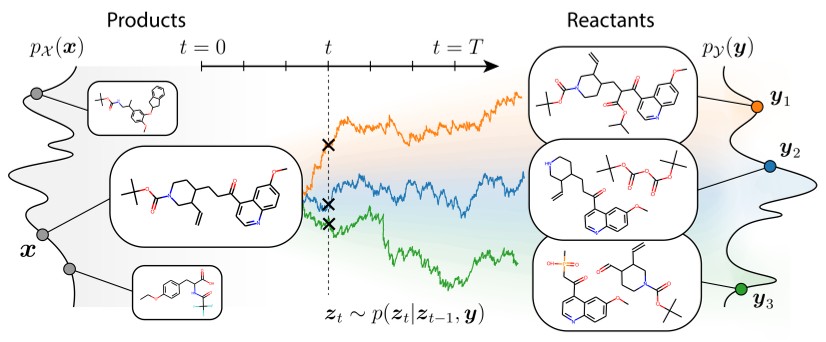 Products
Reactants
p𝒳(x)
t = 0
t
t = T
p𝒴(y)
y₁
y₂
x
y₃
zₜ ∼ p(zₜ|zₜ₋₁, y)